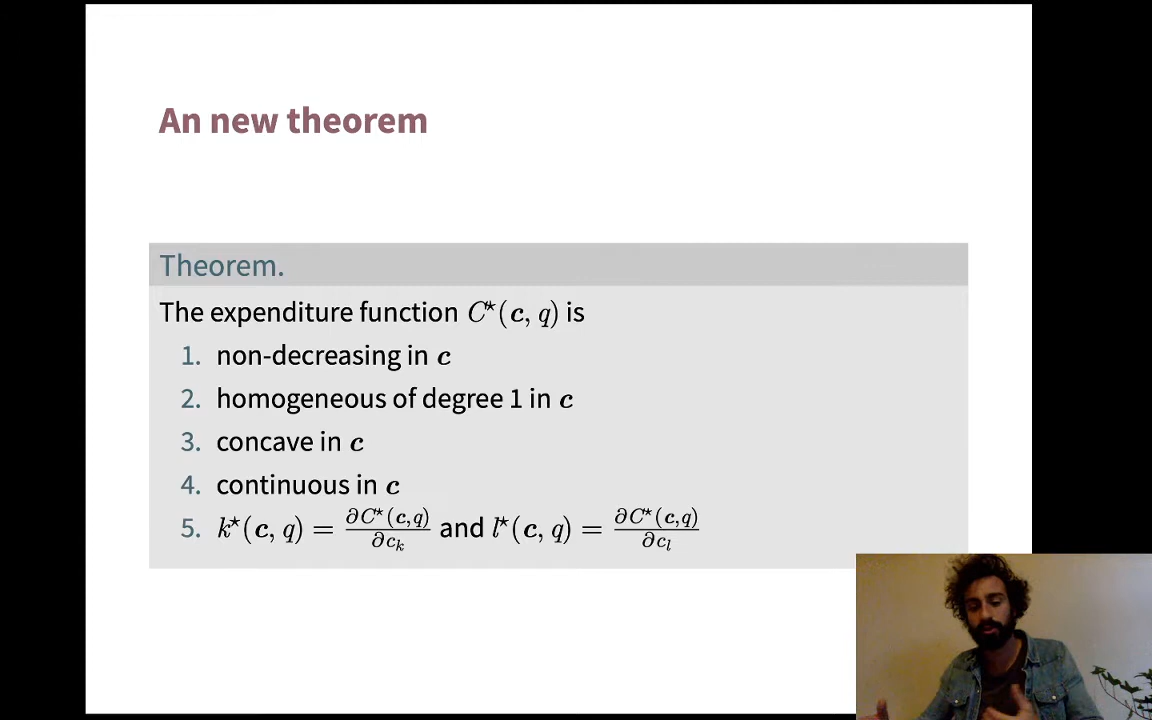 An new theorem
Theorem.
The expenditure function C⋆(c, q) is
1. non-decreasing in c
2. homogeneous of degree 1 in c
3. concave in c
4. continuous in c
5. k⋆(c, q) = ∂C⋆(c,q)/∂c_k and l⋆(c, q) = ∂C⋆(c,q)/∂c_l